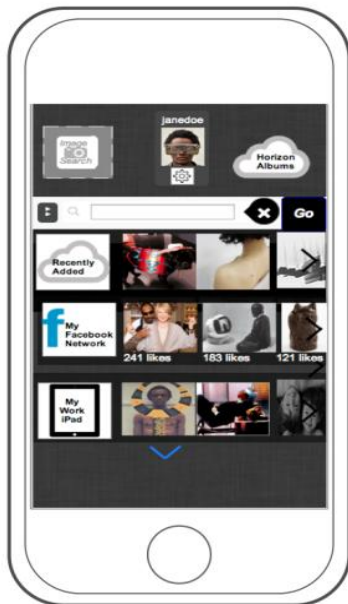 janedoe
Image
Search
Horizon
Albums
Go
Recently
Added
f My
Facebook
Network
241 likes
183 likes
121 likes
My
Work
iPad